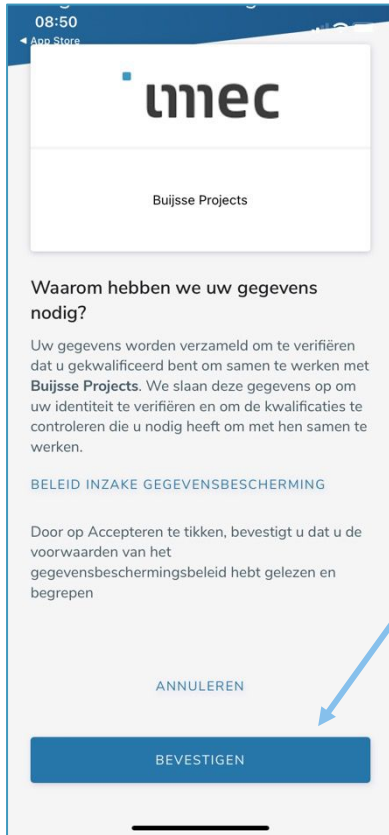 08:50
◀ App Store
imec
Buijsse Projects
Waarom hebben we uw gegevens
nodig?
Uw gegevens worden verzameld om te verifiëren
dat u gekwalificeerd bent om samen te werken met
Buijsse Projects. We slaan deze gegevens op om
uw identiteit te verifiëren en om de kwalificaties te
controleren die u nodig heeft om met hen samen te
werken.
BELEID INZAKE GEGEVENSBESCHERMING
Door op Accepteren te tikken, bevestigt u dat u de
voorwaarden van het
gegevensbeschermingsbeleid hebt gelezen en
begrepen
ANNULEREN
BEVESTIGEN